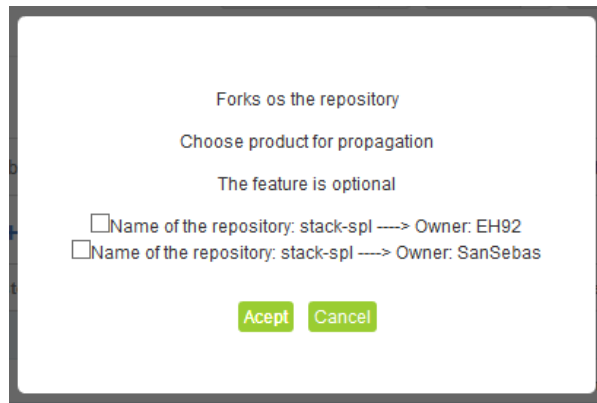 Forks os the repository
Choose product for propagation
The feature is optional
Name of the repository: stack-spl ----> Owner: EH92
Name of the repository: stack-spl ----> Owner: SanSebas
Acept Cancel